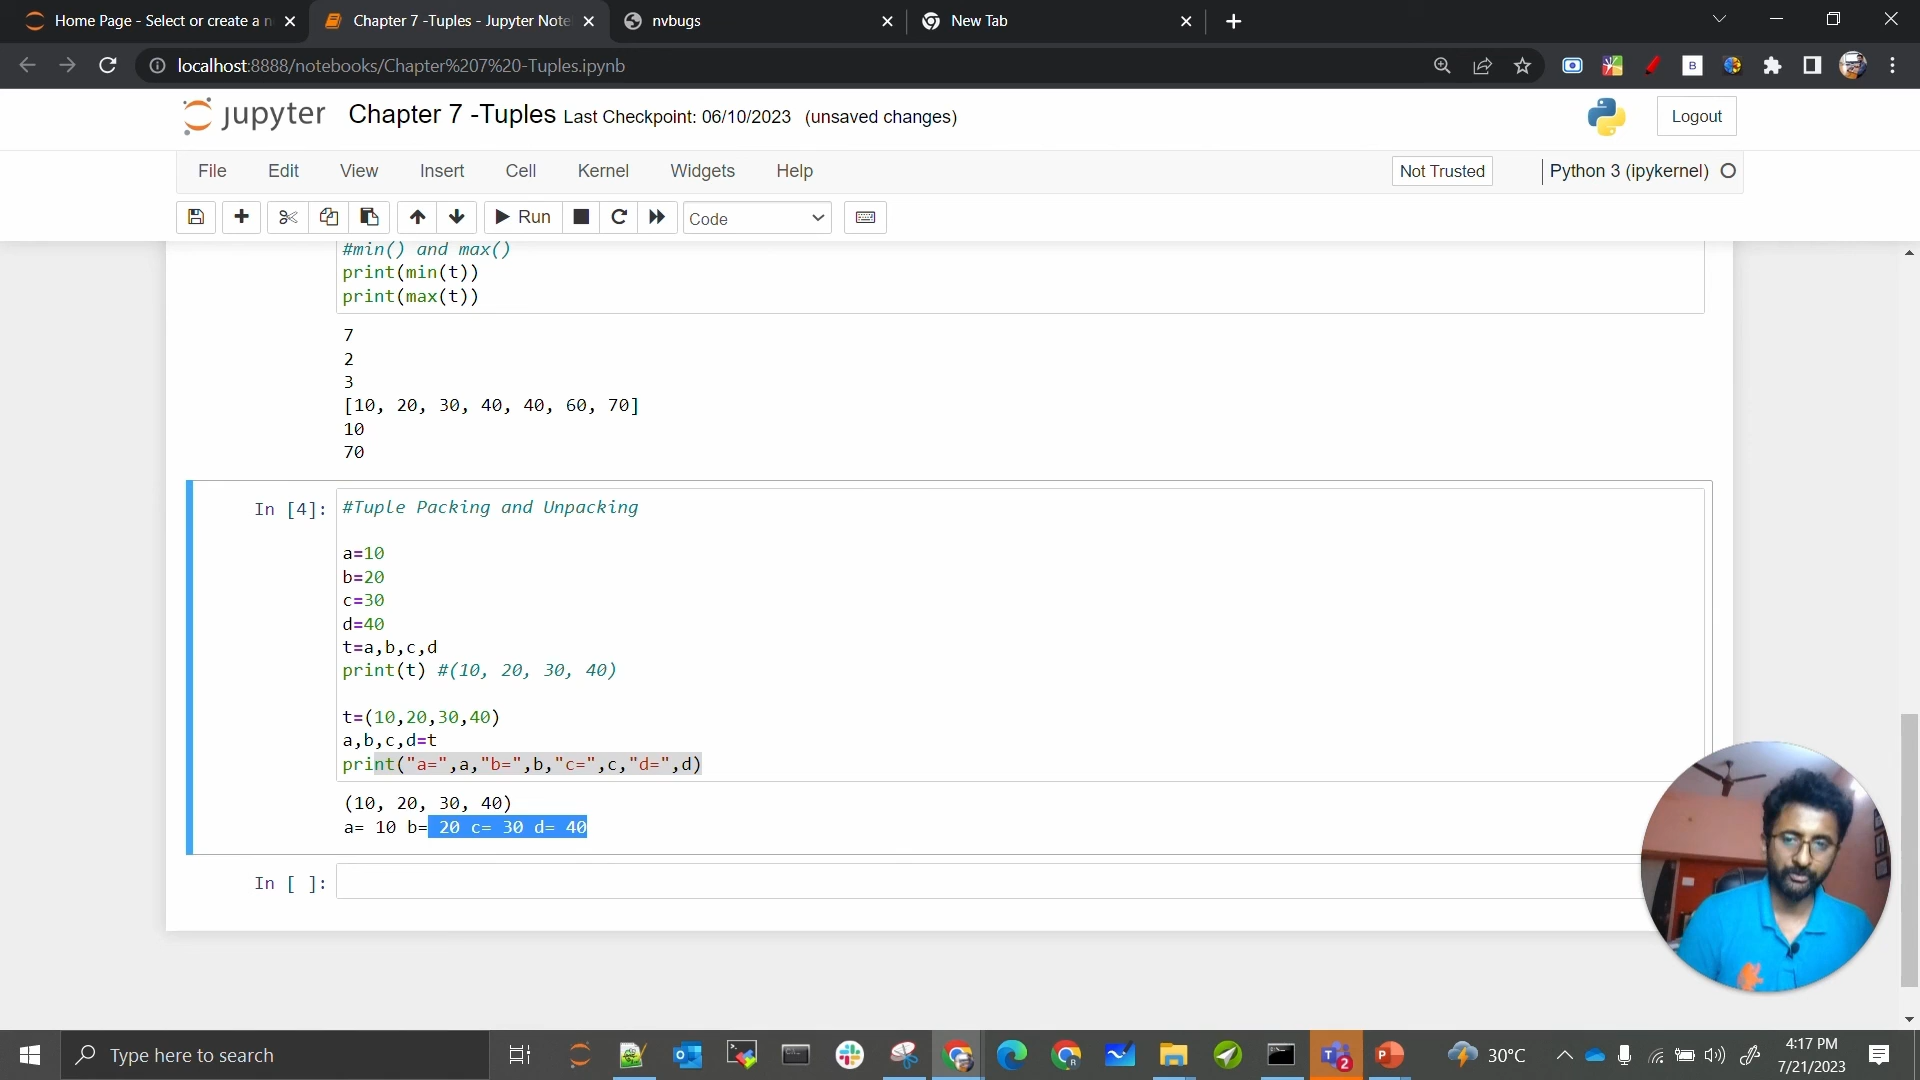 Home Page - Select or create a n
Chapter 7 -Tuples - Jupyter Note
nvbugs
New Tab
localhost:8888/notebooks/Chapter%207%20-Tuples.ipynb
B
jupyter Chapter 7 -Tuples Last Checkpoint: 06/10/2023 (unsaved changes)
Logout
File Edit View Insert Cell Kernel Widgets Help
Not Trusted
Python 3 (ipykernel)
Run
Code
#min() and max()
print(min(t))
print(max(t))
7
2
3
[10, 20, 30, 40, 40, 60, 70]
10
70
In [4]: #Tuple Packing and Unpacking
a=10
b=20
c=30
d=40
t=a,b,c,d
print(t) #(10, 20, 30, 40)
t=(10,20,30,40)
a,b,c,d=t
print("a=",a,"b=",b,"c=",c,"d=",d)
(10, 20, 30, 40)
a= 10 b= 20 c= 30 d= 40
In [ ]:
Type here to search
2
30°C
4:17 PM
7/21/2023